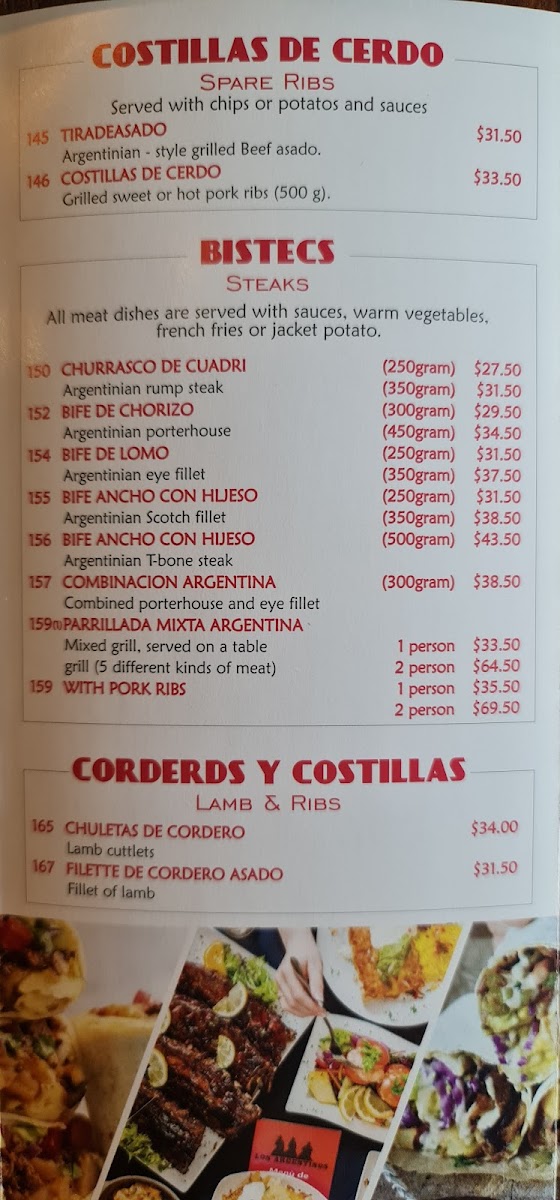 COSTILLAS DE CERDO
SPARE RIBS
Served with chips or potatos and sauces
145 TIRADEASADO $31.50
Argentinian - style grilled Beef asado.
146 COSTILLAS DE CERDO $33.50
Grilled sweet or hot pork ribs (500 g).
BISTECS
STEAKS
All meat dishes are served with sauces, warm vegetables,
french fries or jacket potato.
150 CHURRASCO DE CUADRI (250gram) $27.50
Argentinian rump steak (350gram) $31.50
152 BIFE DE CHORIZO (300gram) $29.50
Argentinian porterhouse (450gram) $34.50
154 BIFE DE LOMO (250gram) $31.50
Argentinian eye fillet (350gram) $37.50
155 BIFE ANCHO CON HIJESO (250gram) $31.50
Argentinian Scotch fillet (350gram) $38.50
156 BIFE ANCHO CON HIJESO (500gram) $43.50
Argentinian T-bone steak
157 COMBINACION ARGENTINA (300gram) $38.50
Combined porterhouse and eye fillet
PARRILLADA MIXTA ARGENTINA
Mixed grill, served on a table 1 person $33.50
grill (5 different kinds of meat) 2 person $64.50
159 WITH PORK RIBS 1 person $35.50
2 person $69.50
CORDERDS Y COSTILLAS
LAMB & RIBS
165 CHULETAS DE CORDERO $34.00
Lamb cuttlets
167 FILETTE DE CORDERO ASADO $31.50
Fillet of lamb
LOS ARGENTINOS
Menú de